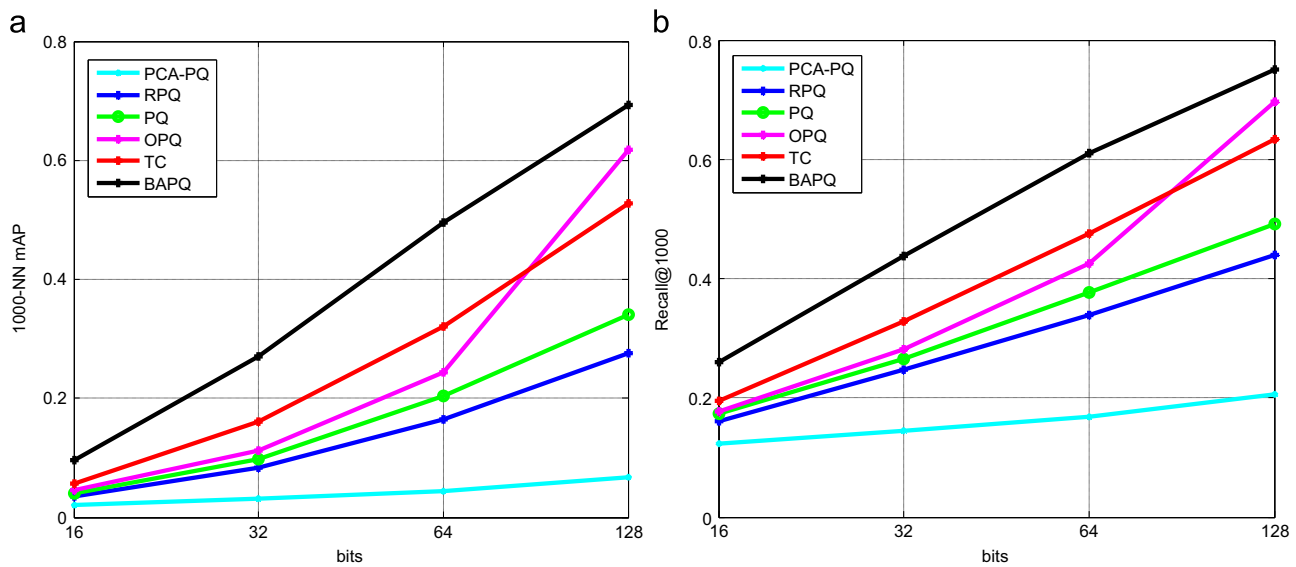 a
0.8
0.6
0.4
0.2
0
1000-NN mAP
PCA-PQ
RPQ
PQ
OPQ
TC
BAPQ
16
32
64
128
bits
b
0.8
0.6
0.4
0.2
0
Recall@1000
PCA-PQ
RPQ
PQ
OPQ
TC
BAPQ
16
32
64
128
bits